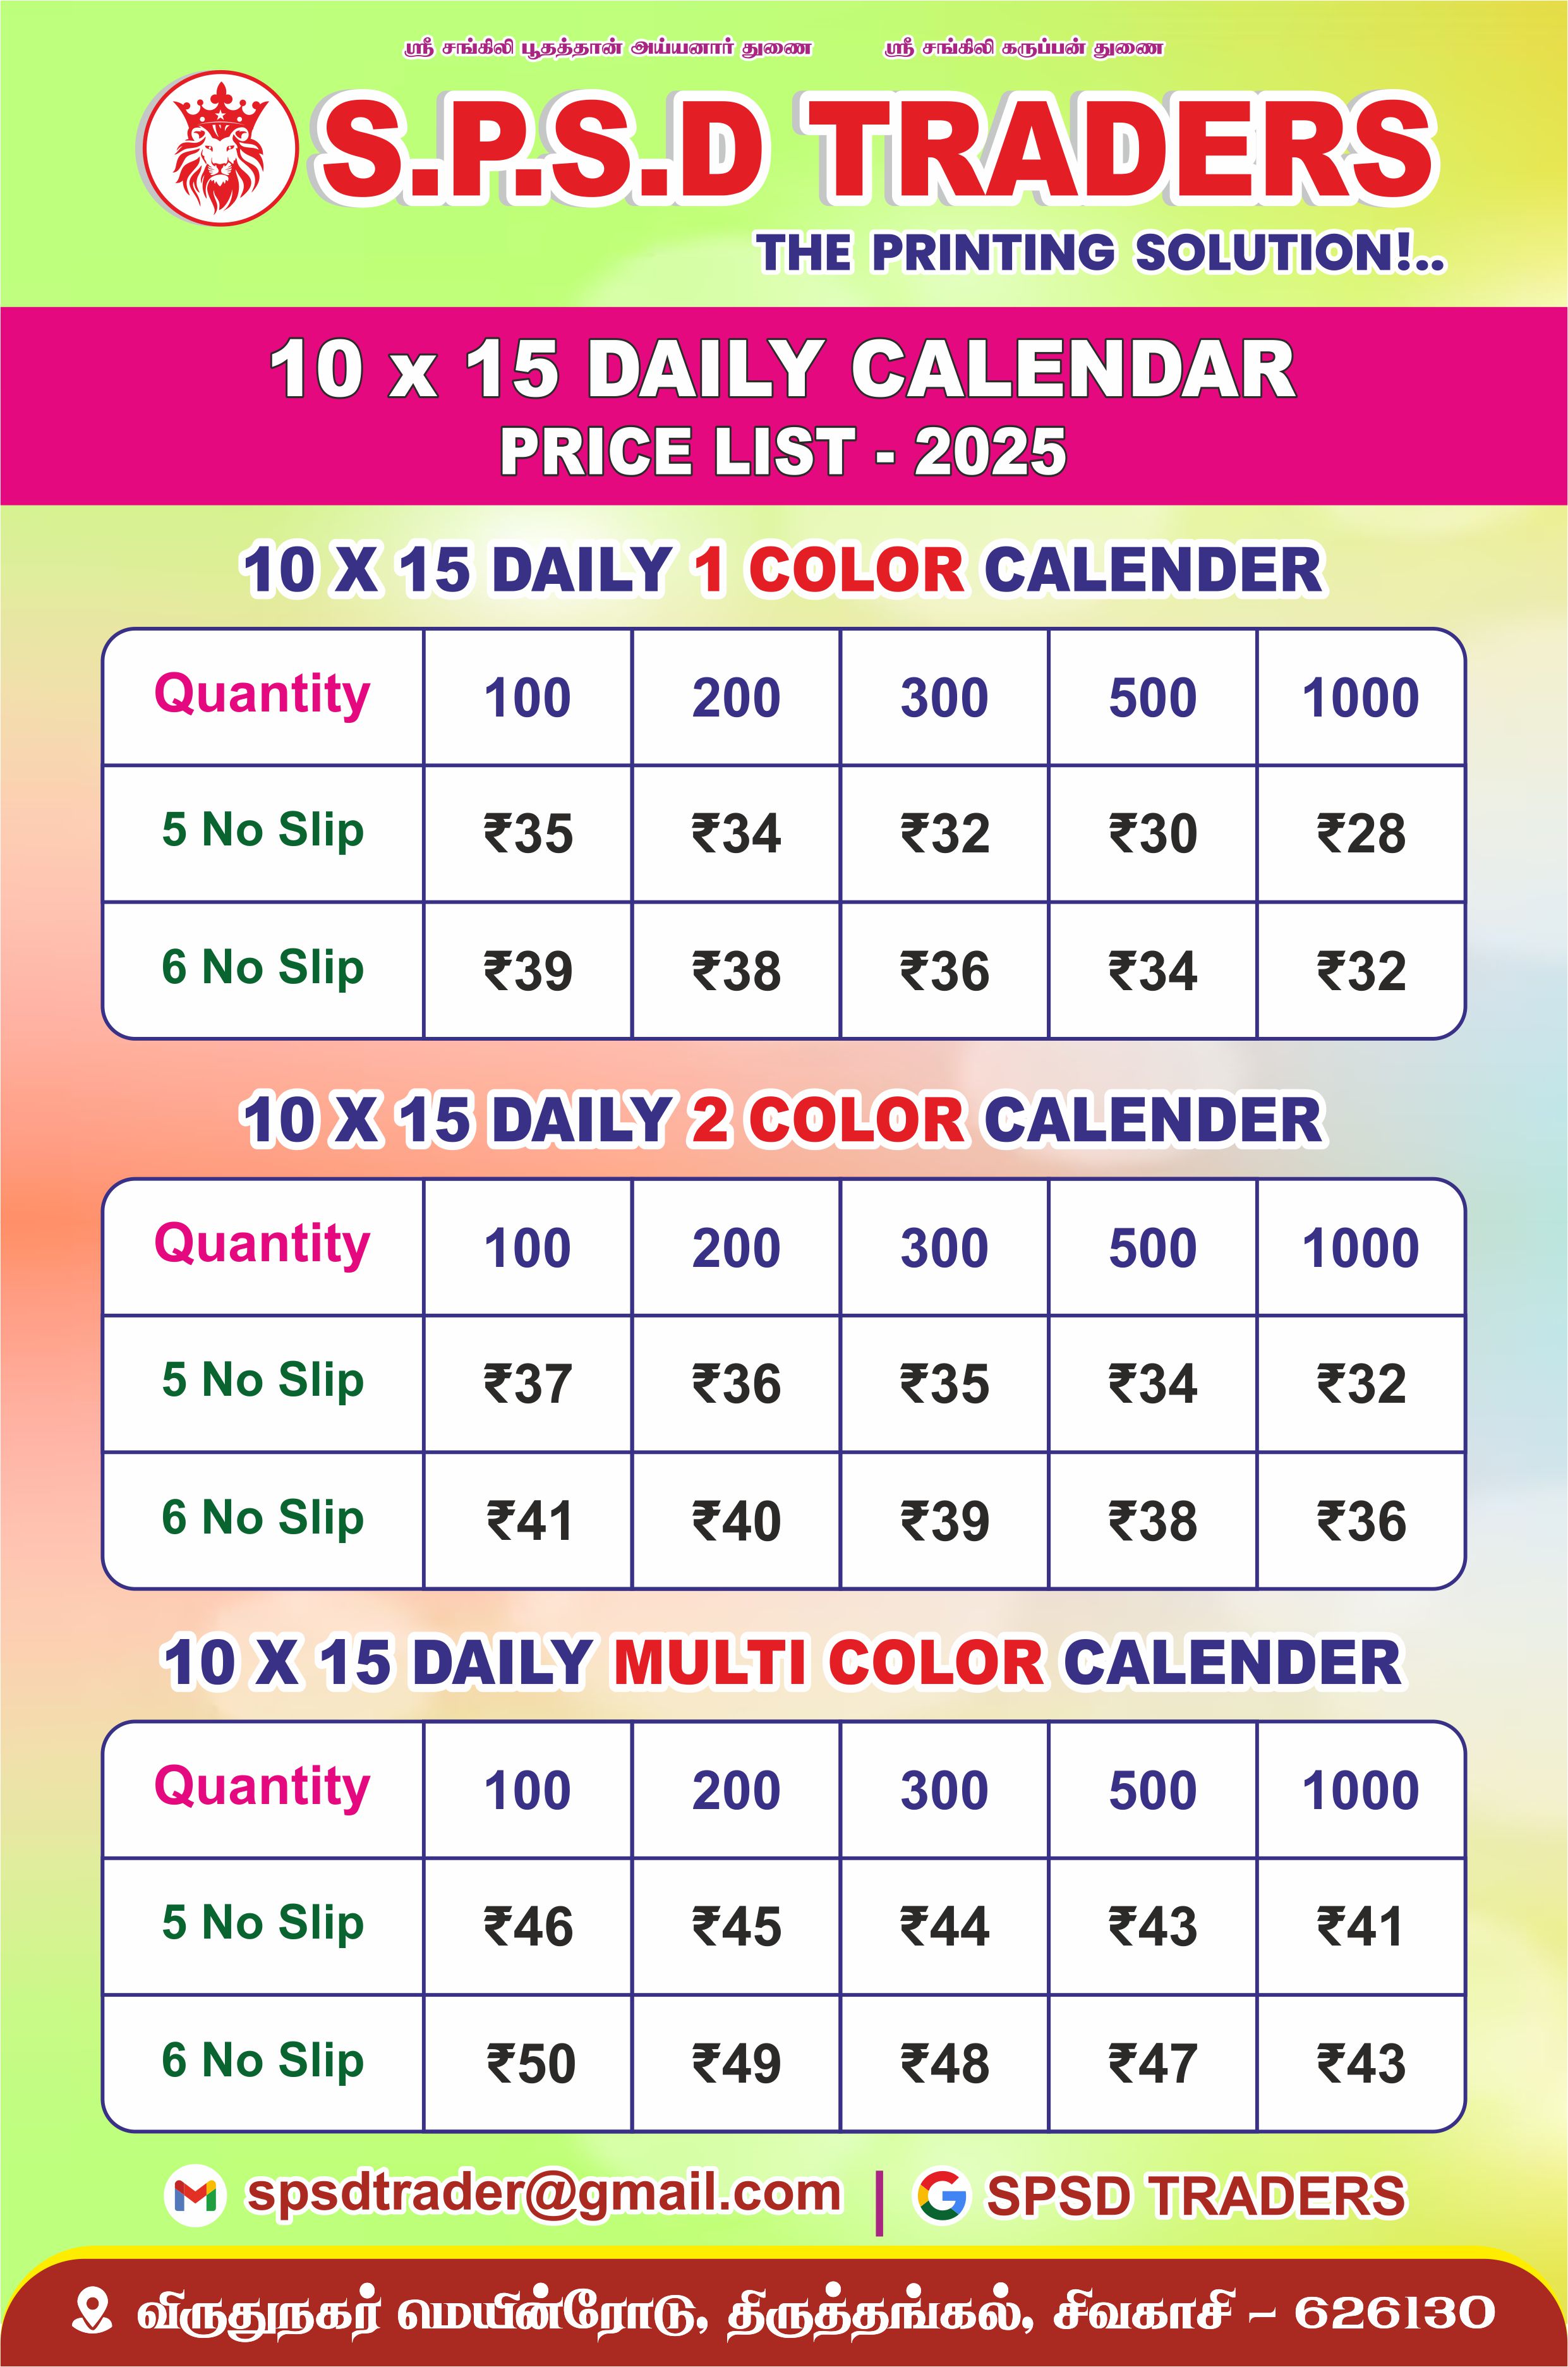 ஸ்ரீ சங்கிலி பூதத்தான் அய்யனார் துணை ஸ்ரீ சங்கிலி கருப்பன் துணை
S.P.S.D TRADERS
THE PRINTING SOLUTION!..
10 x 15 DAILY CALENDAR
PRICE LIST - 2025
10 X 15 DAILY 1 COLOR CALENDER
Quantity 100 200 300 500 1000
5 No Slip ₹35 ₹34 ₹32 ₹30 ₹28
6 No Slip ₹39 ₹38 ₹36 ₹34 ₹32
10 X 15 DAILY 2 COLOR CALENDER
Quantity 100 200 300 500 1000
5 No Slip ₹37 ₹36 ₹35 ₹34 ₹32
6 No Slip ₹41 ₹40 ₹39 ₹38 ₹36
10 X 15 DAILY MULTI COLOR CALENDER
Quantity 100 200 300 500 1000
5 No Slip ₹46 ₹45 ₹44 ₹43 ₹41
6 No Slip ₹50 ₹49 ₹48 ₹47 ₹43
spsdtrader@gmail.com | SPSD TRADERS
விருதுநகர் மெயின்ரோடு, திருத்தங்கல், சிவகாசி - 626130